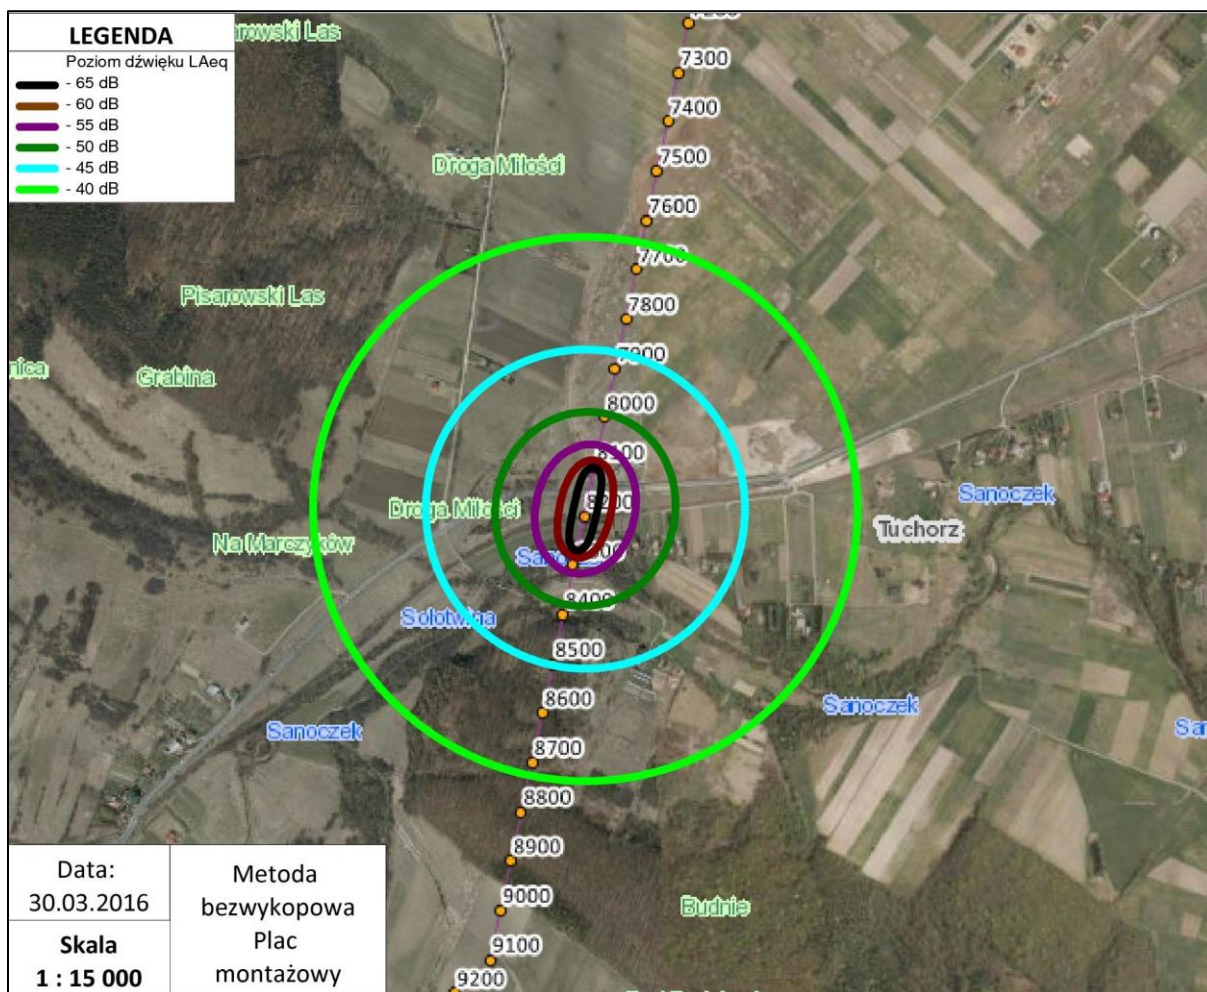 LEGENDA
Poziom dźwięku LAeq
- 65 dB
- 60 dB
- 55 dB
- 50 dB
- 45 dB
- 40 dB
7300
7400
Droga Miłości
7500
7600
7700
Pisarowski Las
7800
7900
Grabina
8000
8100
Sanoczek
Droga Miłości
Tuchorz
Na Marczyków
8400
Sołotwina
8500
Sanoczek
8600
Sanoczek
8700
8800
8900
9000
Budnie
9100
9200
Data:
30.03.2016
Skala
1 : 15 000
Metoda
bezwykopowa
Plac
montażowy